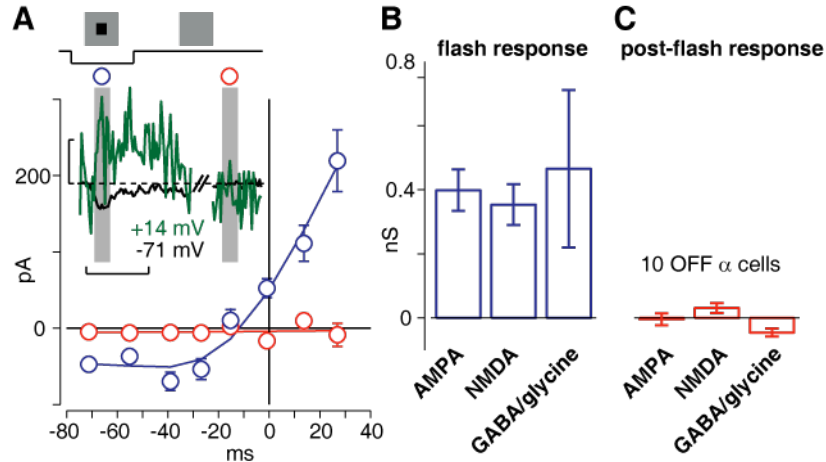 A
+14 mV
-71 mV
200
0
pA
-80 -60 -40 -20 0 20 40
ms
B
flash response
0.8
0.4
0
nS
AMPA
NMDA
GABA/glycine
C
post-flash response
10 OFF α cells
AMPA
NMDA
GABA/glycine